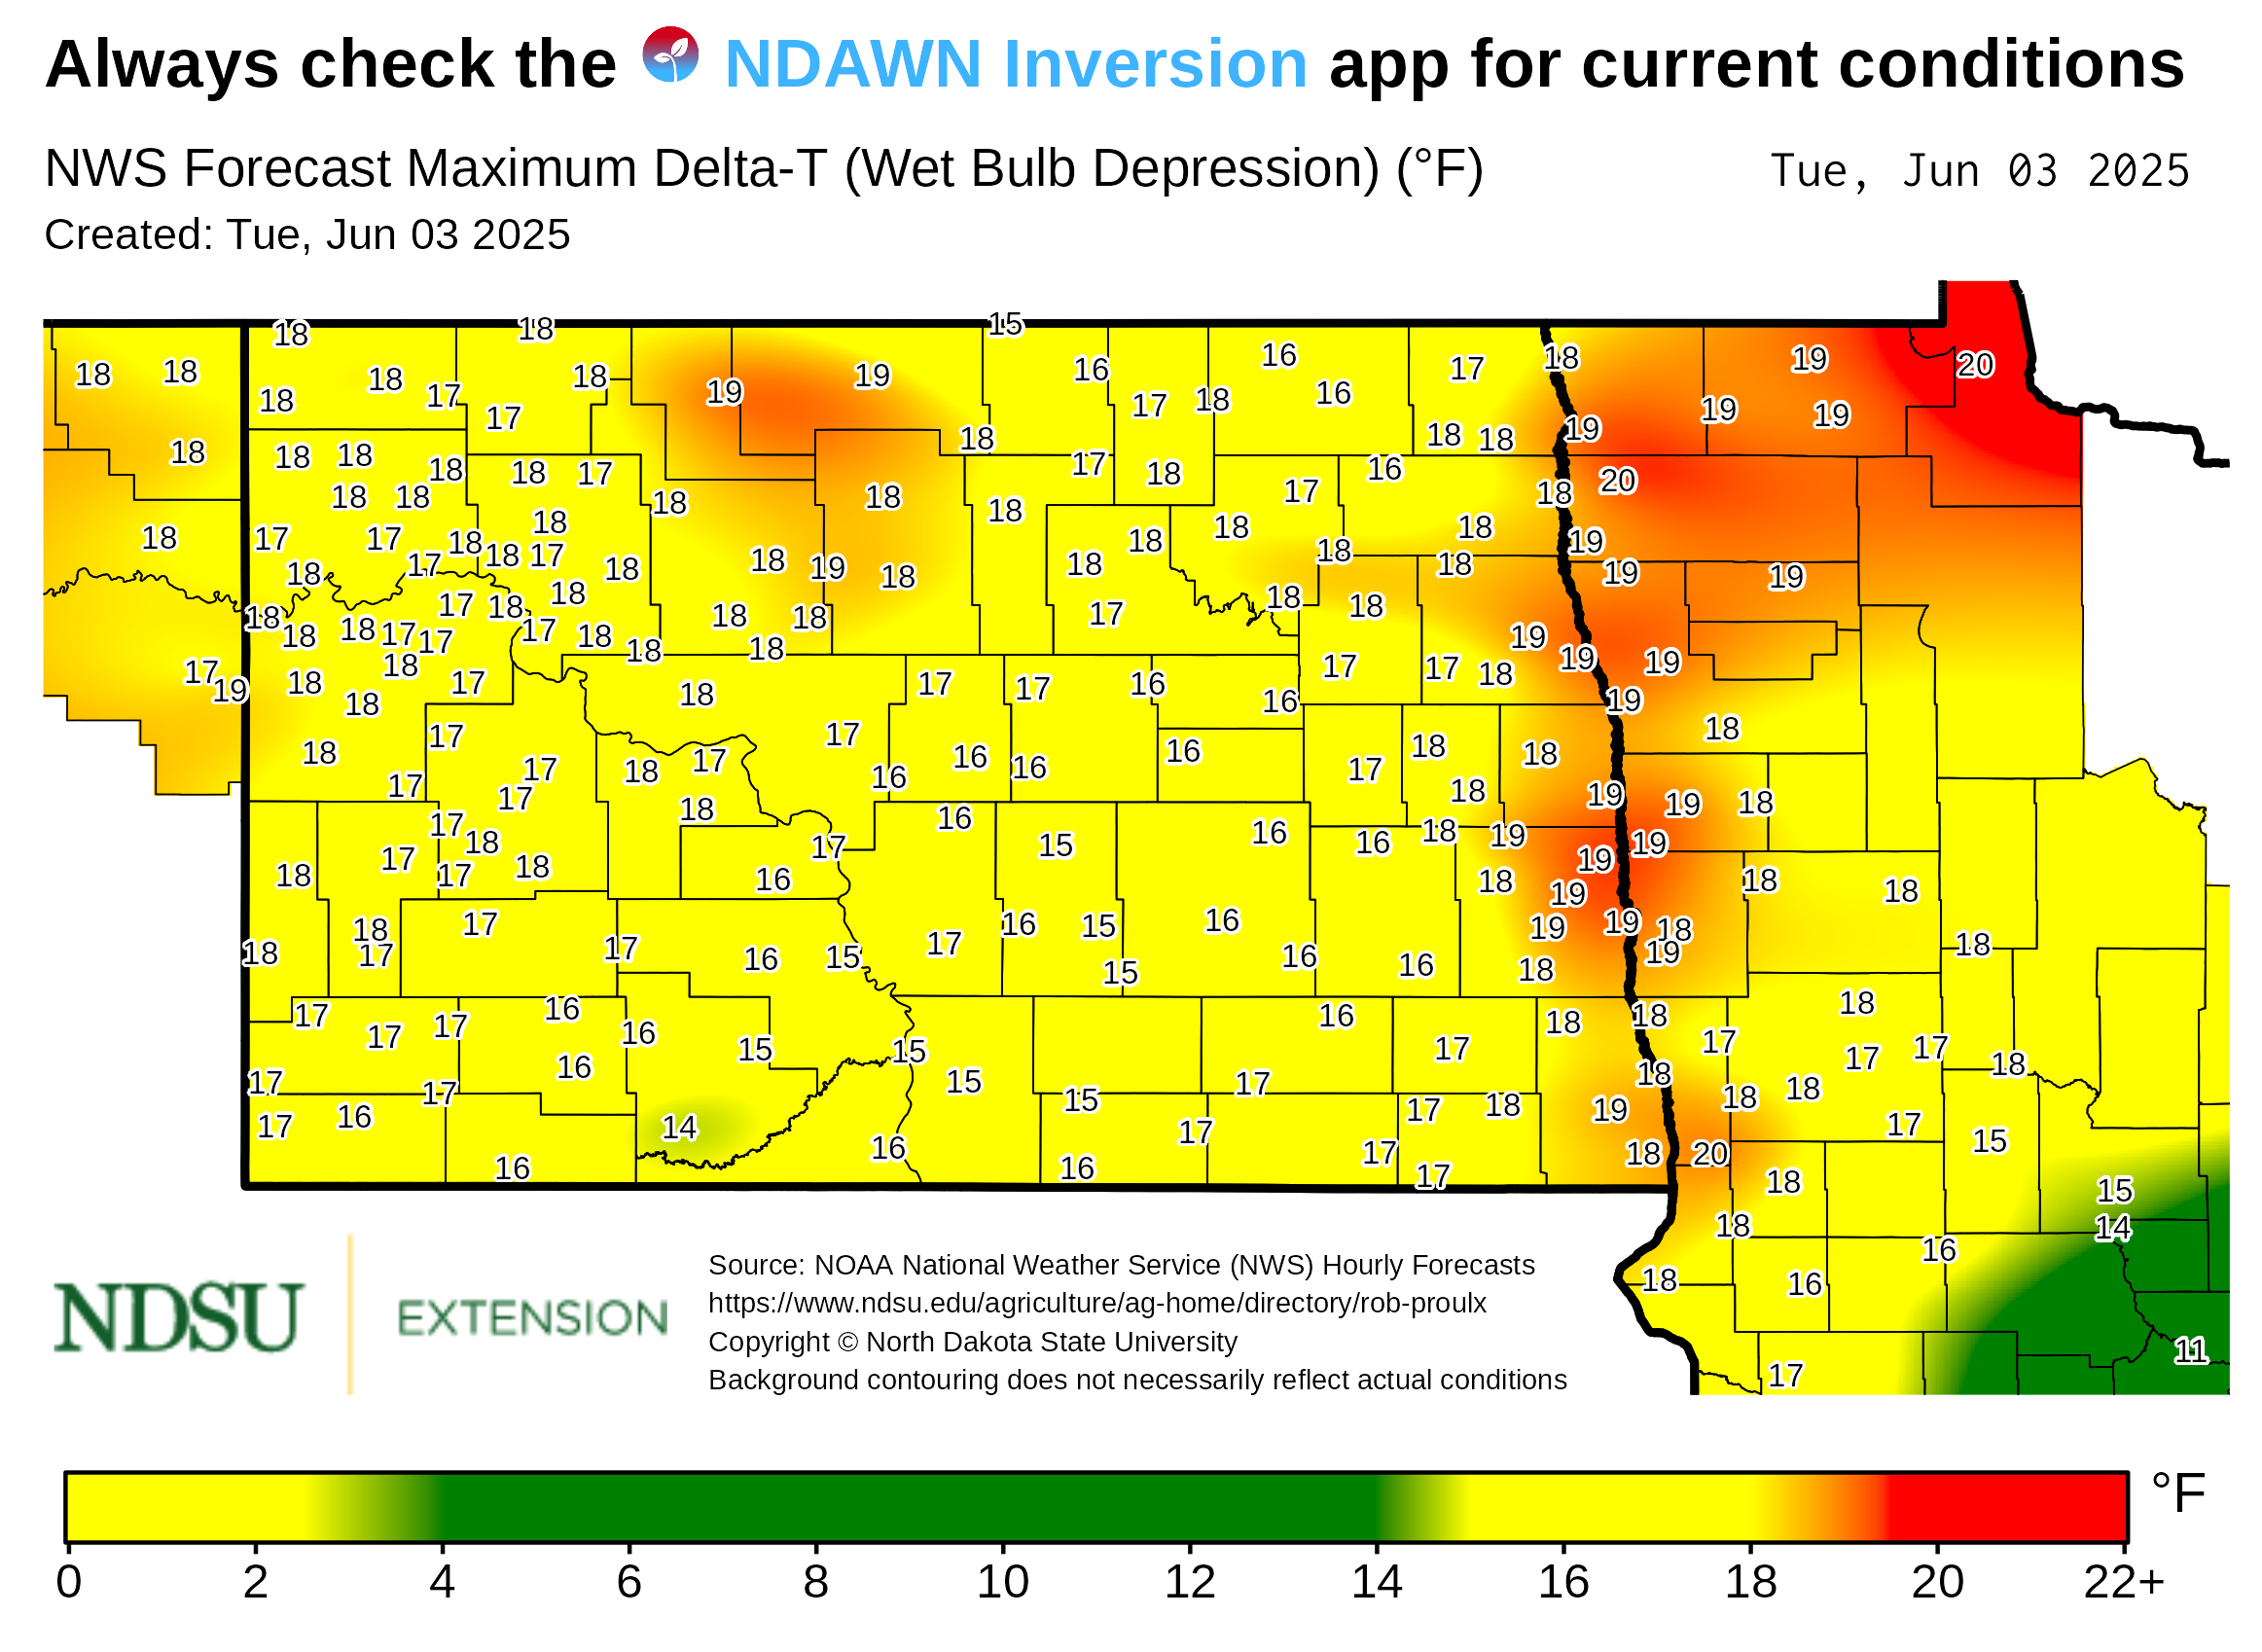 Always check the NDAWN Inversion app for current conditions
NWS Forecast Maximum Delta-T (Wet Bulb Depression) (°F) Tue, Jun 03 2025
Created: Tue, Jun 03 2025
18 18 15
18 18 18 18 17 18 19 19 16 17 18 16 16 17 18 19 20
18 17 17 18 18 18 19 19 19
18 18 18 18 18 17 18 17 18 16 20
18 18 18 18 18 17 18
18 17 17 18 18 17 18 18 18 18 18 18 19
18 17 18 18 19 18 18 18 18 19 19
18 18 17 18 18 18 17 18 18
18 18 17 17 17 18 18 18 19 19 19
17 19 18 18 17 18 17 17 16 16 17 17 18 19
18 18 17 17 16 16 16 17 18 18 18
17 17 17 18 17 18 16 16 18 19 19 18
17 18 17 17 18 17 16 15 16 16 18 19 19 19
18 17 18 16 18 19 18 18
18 18 17 17 17 16 15 17 16 15 15 16 16 16 18 19 19 18 19 18
17 17 17 16 16 15 15 16 17 18 18 17 18 17 17 18
17 17 16 15 15 17 17 18 19 18 18 18 17
17 16 14 16 16 16 17 17 17 18 20 15
18 18 16 15 14
18 16 17 11
NDSU
EXTENSION
Source: NOAA National Weather Service (NWS) Hourly Forecasts
https://www.ndsu.edu/agriculture/ag-home/directory/rob-proulx
Copyright © North Dakota State University
Background contouring does not necessarily reflect actual conditions
°F
0 2 4 6 8 10 12 14 16 18 20 22+